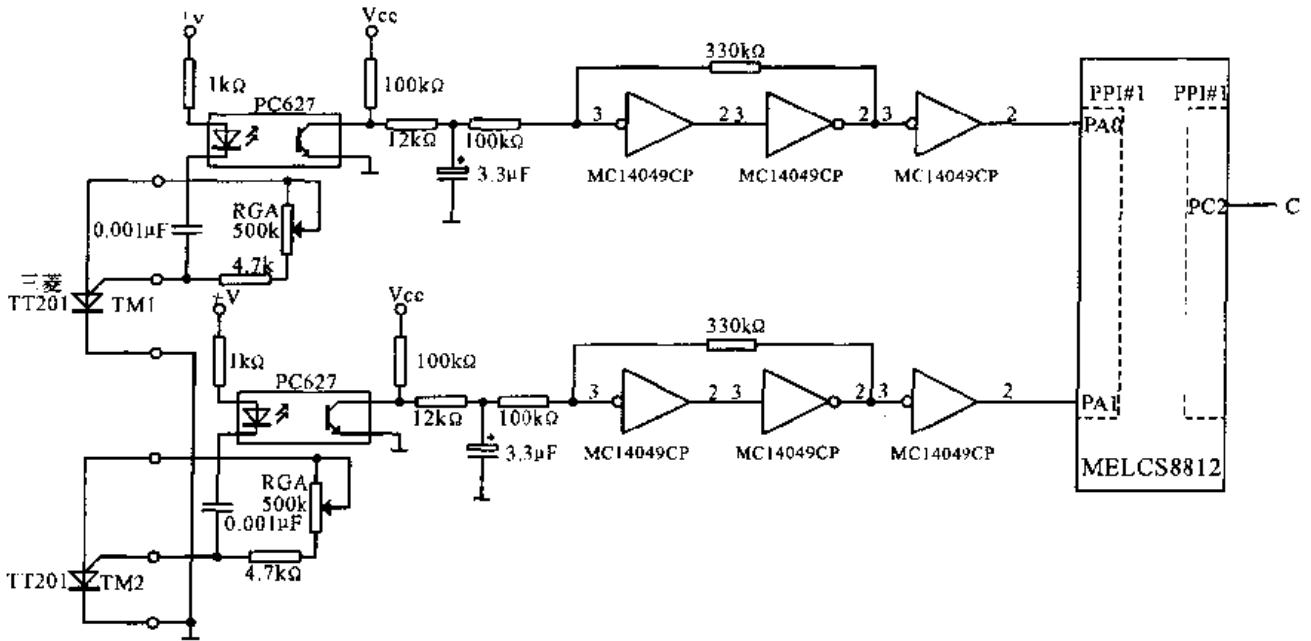 +v
Vcc
1kΩ
100kΩ
PC627
330kΩ
PPI#1 PPI#1
12kΩ
100kΩ
3 2 3 2 3 2
PA0
+
3.3μF
MC14049CP MC14049CP MC14049CP
RGA
500k
0.001μF
4.7k
PC2 C
三菱
TT201 TM1
+V
Vcc
1kΩ
100kΩ
PC627
330kΩ
12kΩ
100kΩ
3 2 3 2 3 2
PA1
+
3.3μF
MC14049CP MC14049CP MC14049CP
MELCS8812
RGA
500k
0.001μF
4.7kΩ
TT201 TM2